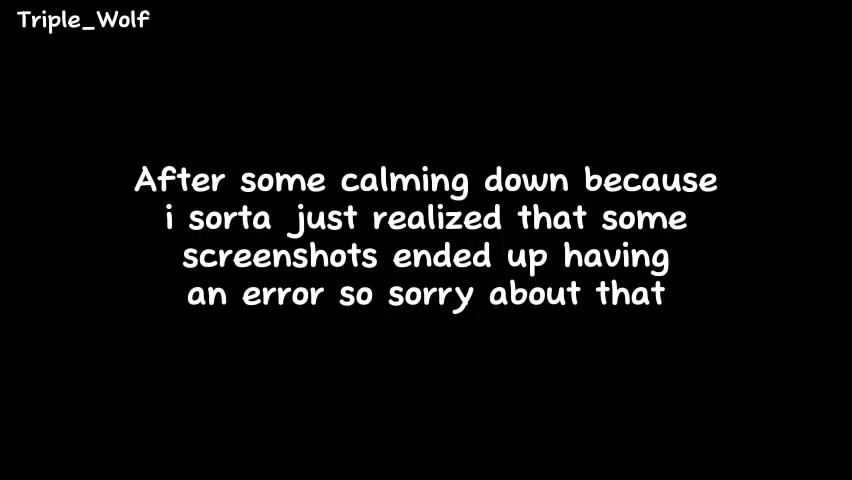 Triple_Wolf
After some calming down because
i sorta just realized that some
screenshots ended up having
an error so sorry about that